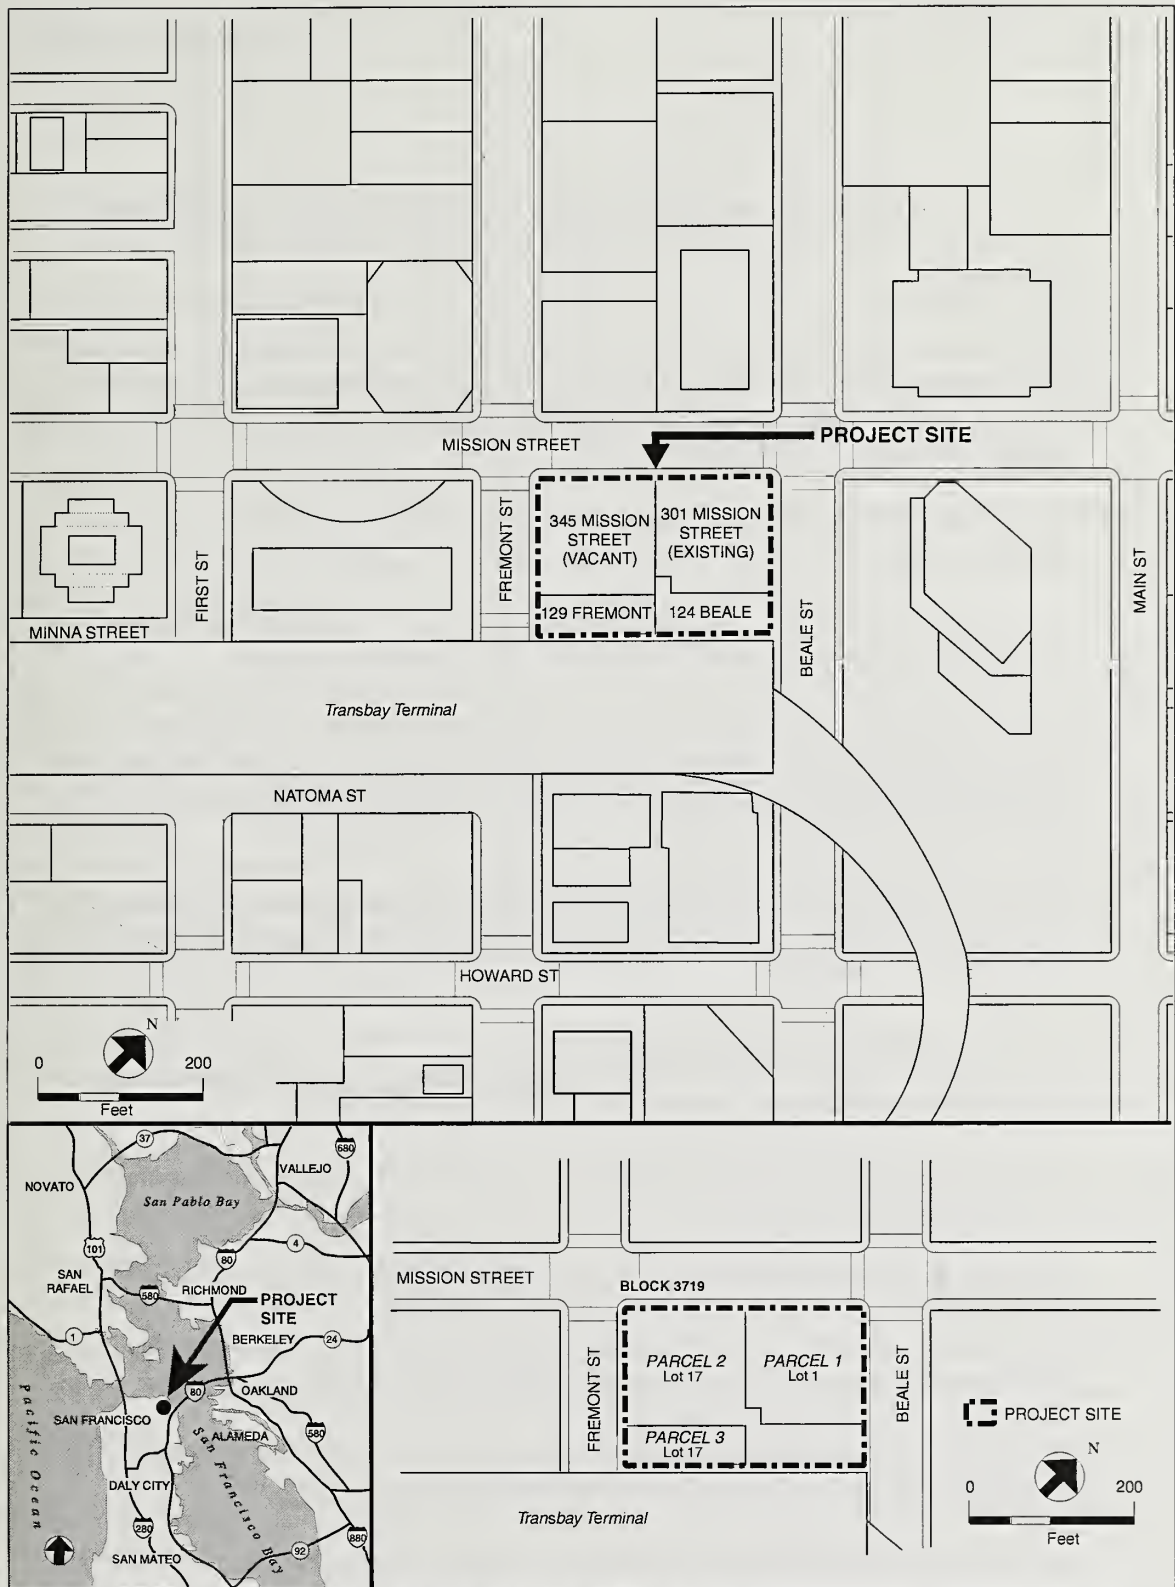 MISSION STREET
PROJECT SITE
345 MISSION
STREET
(VACANT)
301 MISSION
STREET
(EXISTING)
129 FREMONT
124 BEALE
FIRST ST
FREMONT ST
BEALE ST
MAIN ST
MINNA STREET
Transbay Terminal
NATOMA ST
HOWARD ST
N
0
200
Feet
37
680
NOVATO
VALLEJO
San Pablo Bay
101
80
4
SAN
RAFAEL
580
RICHMOND
PROJECT
SITE
1
BERKELEY
24
80
OAKLAND
SAN FRANCISCO
ALAMEDA
580
Pacific Ocean
San Francisco Bay
DALY CITY
280
880
SAN MATEO
92
MISSION STREET
BLOCK 3719
FREMONT ST
PARCEL 2
Lot 17
PARCEL 1
Lot 1
PARCEL 3
Lot 17
BEALE ST
PROJECT SITE
Transbay Terminal
N
0
200
Feet